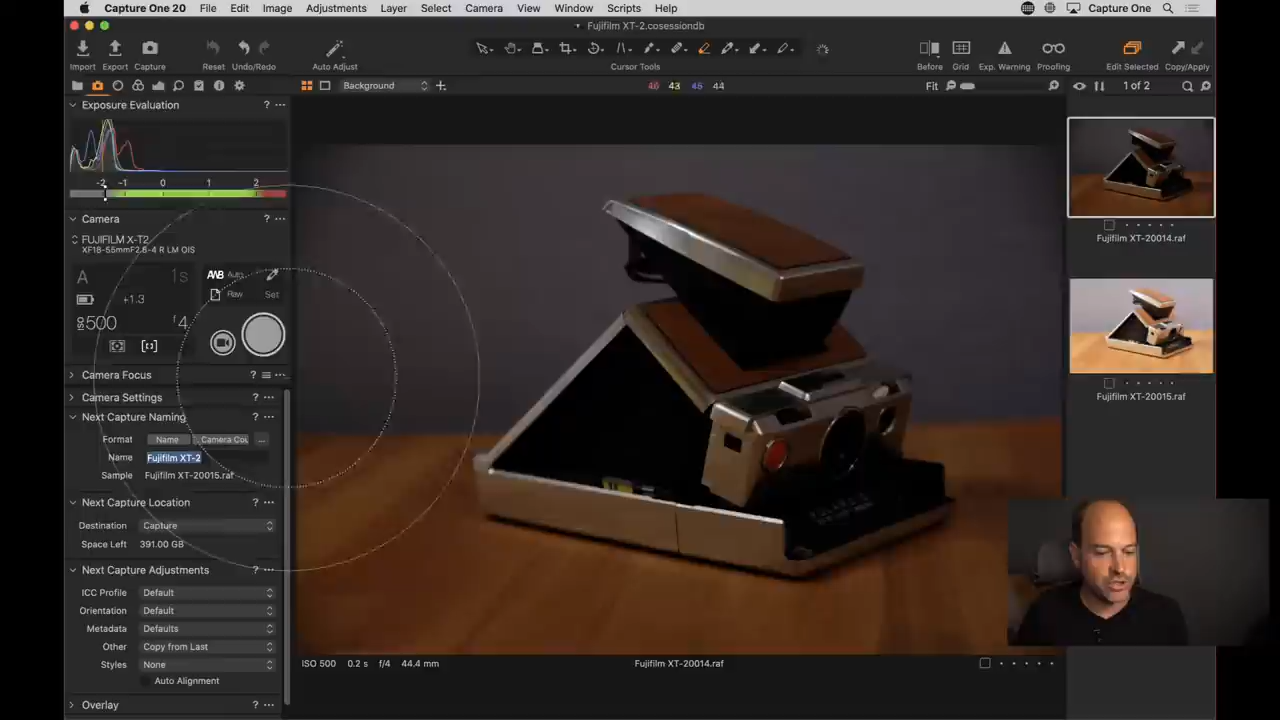 Capture One 20 File Edit Image Adjustments Layer Select Camera View Window Scripts Help Capture One
Fujifilm XT-2.cosessiondb
Import Export Capture Reset Undo/Redo Auto Adjust Cursor Tools Before Grid Exp. Warning Proofing Edit Selected Copy/Apply
Background 46 43 45 44 Fit 1 of 2
Exposure Evaluation ?
-2 -1 0 1 2
Camera ?
FUJIFILM X-T2
XF18-55mmF2.8-4 R LM OIS
A 1s AWB Auto
+1.3 Raw Set
ISO 500 f 4
Camera Focus ?
Camera Settings ?
Next Capture Naming ?
Format Name Camera Cou ...
Name Fujifilm XT-2
Sample Fujifilm XT-20015.raf
Next Capture Location ?
Destination Capture
Space Left 391.00 GB
Next Capture Adjustments ?
ICC Profile Default
Orientation Default
Metadata Defaults
Other Copy from Last
Styles None
Auto Alignment
Overlay ?
ISO 500 0.2 s f/4 44.4 mm Fujifilm XT-20014.raf
Fujifilm XT-20014.raf
Fujifilm XT-20015.raf